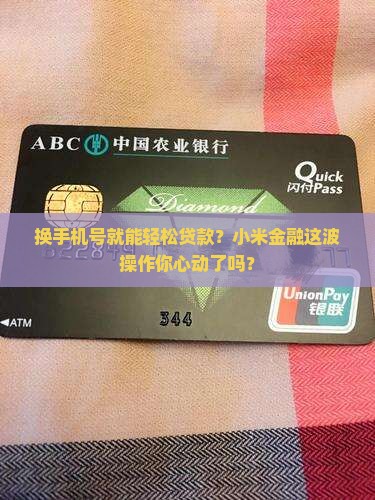 ABC 中国农业银行
Quick
闪付Pass
Diamond
换手机号就能轻松贷款？小米金融这波
操作你心动了吗？
UnionPay
银联
◀ATM
344